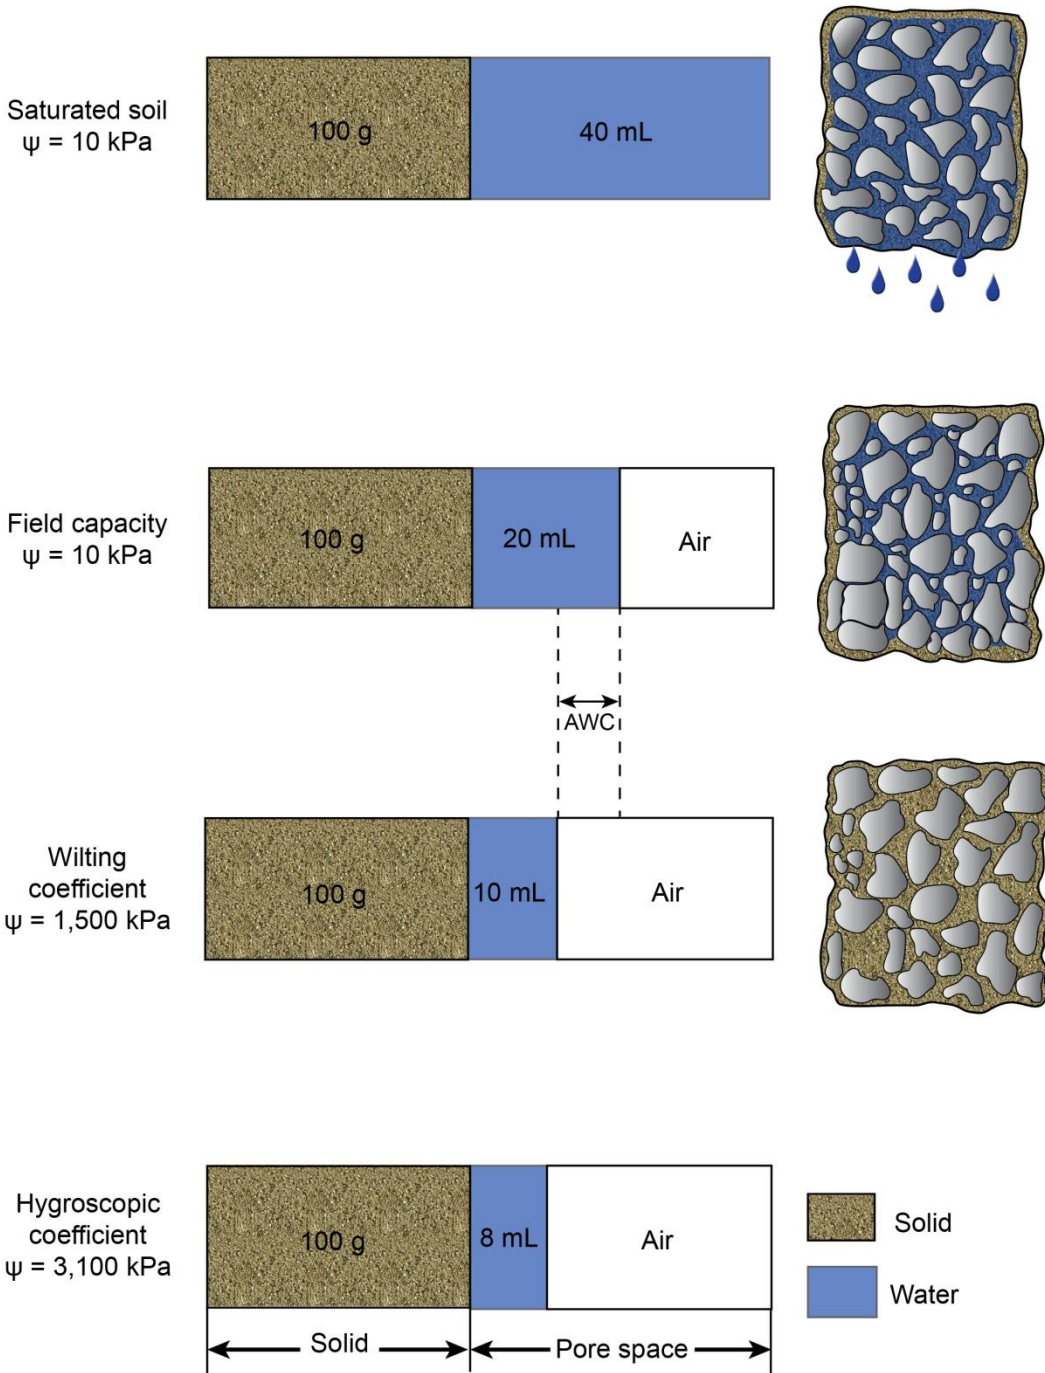 Saturated soil
ψ = 10 kPa
100 g
40 mL
Field capacity
ψ = 10 kPa
100 g
20 mL
Air
AWC
Wilting
coefficient
ψ = 1,500 kPa
100 g
10 mL
Air
Hygroscopic
coefficient
ψ = 3,100 kPa
100 g
8 mL
Air
Solid
Water
Solid
Pore space